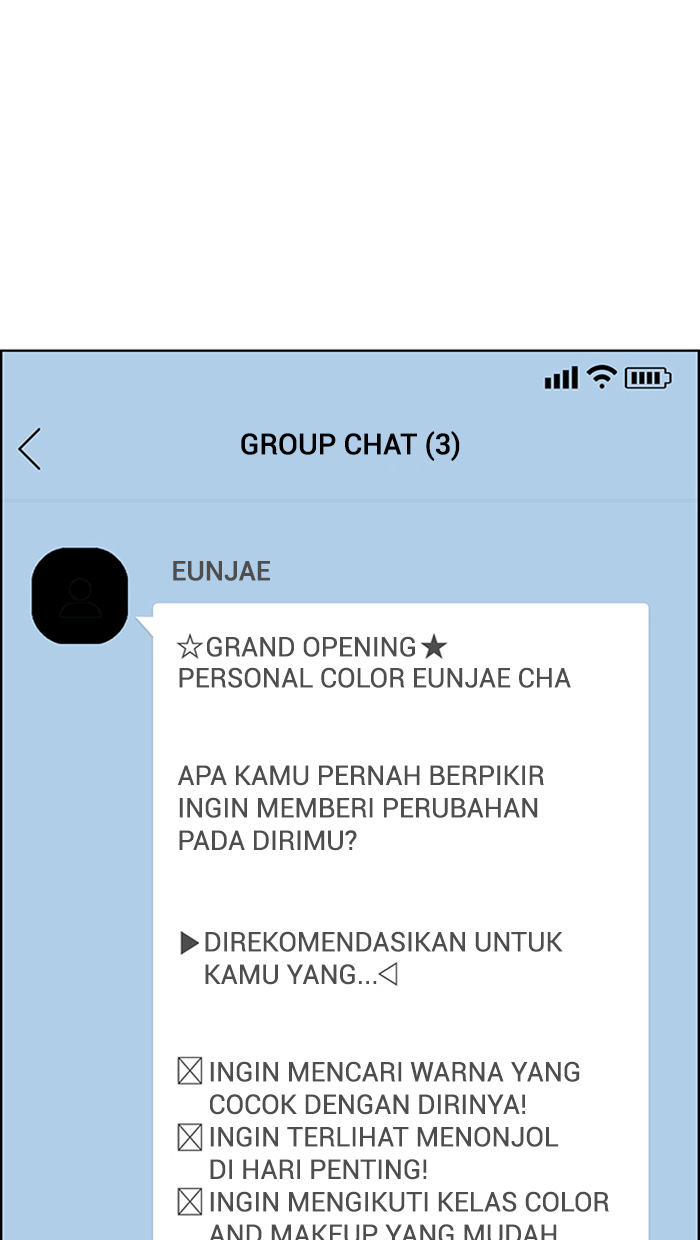 GROUP CHAT (3)
EUNJAE
☆GRAND OPENING★
PERSONAL COLOR EUNJAE CHA
APA KAMU PERNAH BERPIKIR
INGIN MEMBERI PERUBAHAN
PADA DIRIMU?
▶DIREKOMENDASIKAN UNTUK
KAMU YANG...◁
☒ INGIN MENCARI WARNA YANG
COCOK DENGAN DIRINYA!
☒ INGIN TERLIHAT MENONJOL
DI HARI PENTING!
☒ INGIN MENGIKUTI KELAS COLOR
AND MAKEUP YANG MUDAH